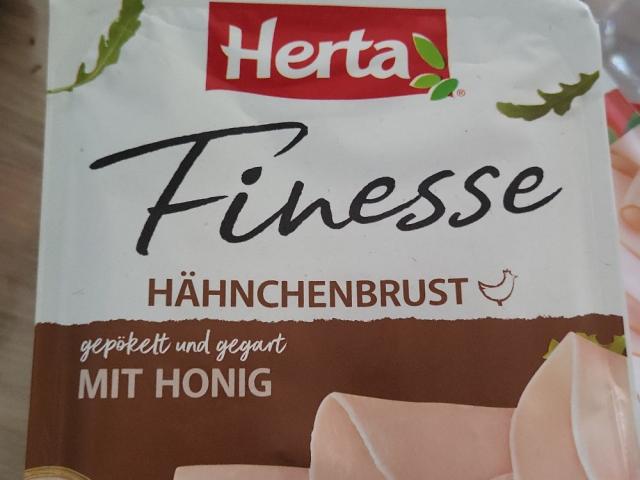 Herta
®
Finesse
HÄHNCHENBRUST
gepökelt und gegart
MIT HONIG